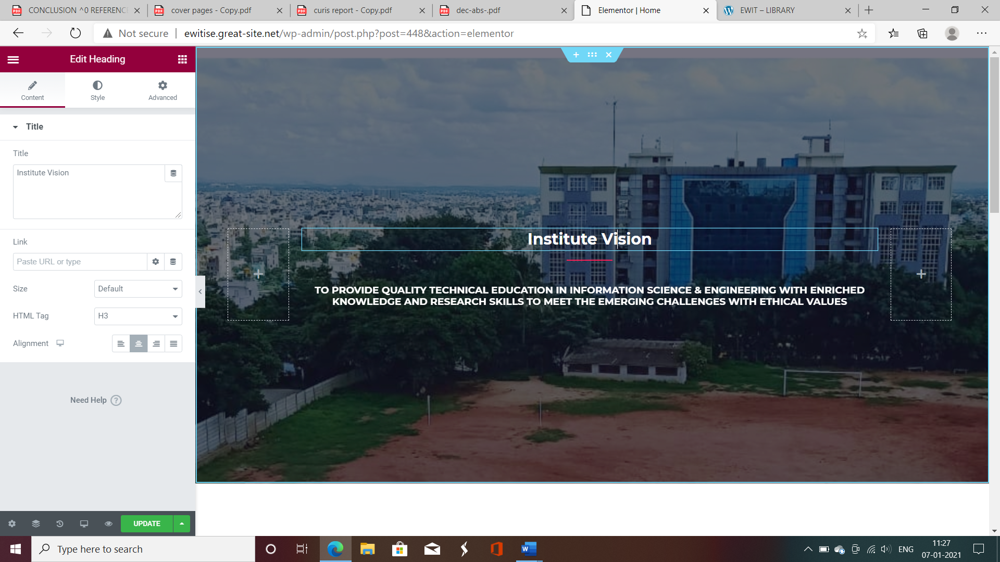 CONCLUSION ^0 REFERENC
cover pages - Copy.pdf
curis report - Copy.pdf
dec-abs-.pdf
Elementor | Home
EWIT – LIBRARY
Not secure
ewitise.great-site.net/wp-admin/post.php?post=448&action=elementor
Edit Heading
Content
Style
Advanced
Title
Title
Institute Vision
Link
Paste URL or type
Size
Default
HTML Tag
H3
Alignment
Need Help ?
UPDATE
Institute Vision
TO PROVIDE QUALITY TECHNICAL EDUCATION IN INFORMATION SCIENCE & ENGINEERING WITH ENRICHED
KNOWLEDGE AND RESEARCH SKILLS TO MEET THE EMERGING CHALLENGES WITH ETHICAL VALUES
Type here to search
ENG
11:27
07-01-2021